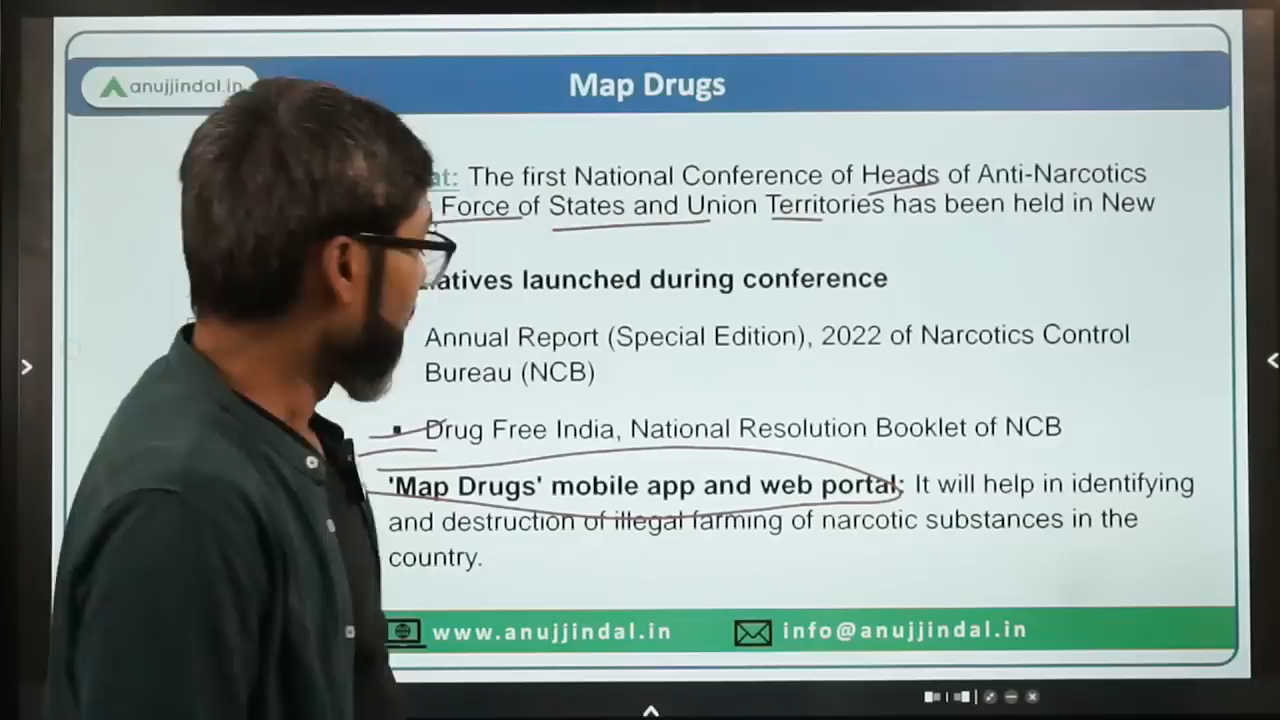 anujjindal.in
Map Drugs
at: The first National Conference of Heads of Anti-Narcotics
Force of States and Union Territories has been held in New
iatives launched during conference
Annual Report (Special Edition), 2022 of Narcotics Control
Bureau (NCB)
▪ Drug Free India, National Resolution Booklet of NCB
'Map Drugs' mobile app and web portal: It will help in identifying
and destruction of illegal farming of narcotic substances in the
country.
www.anujjindal.in
info@anujjindal.in